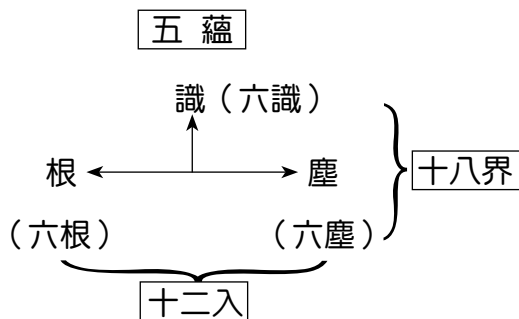 五蘊
識（六識）
根
塵
十八界
（六根）
（六塵）
十二入